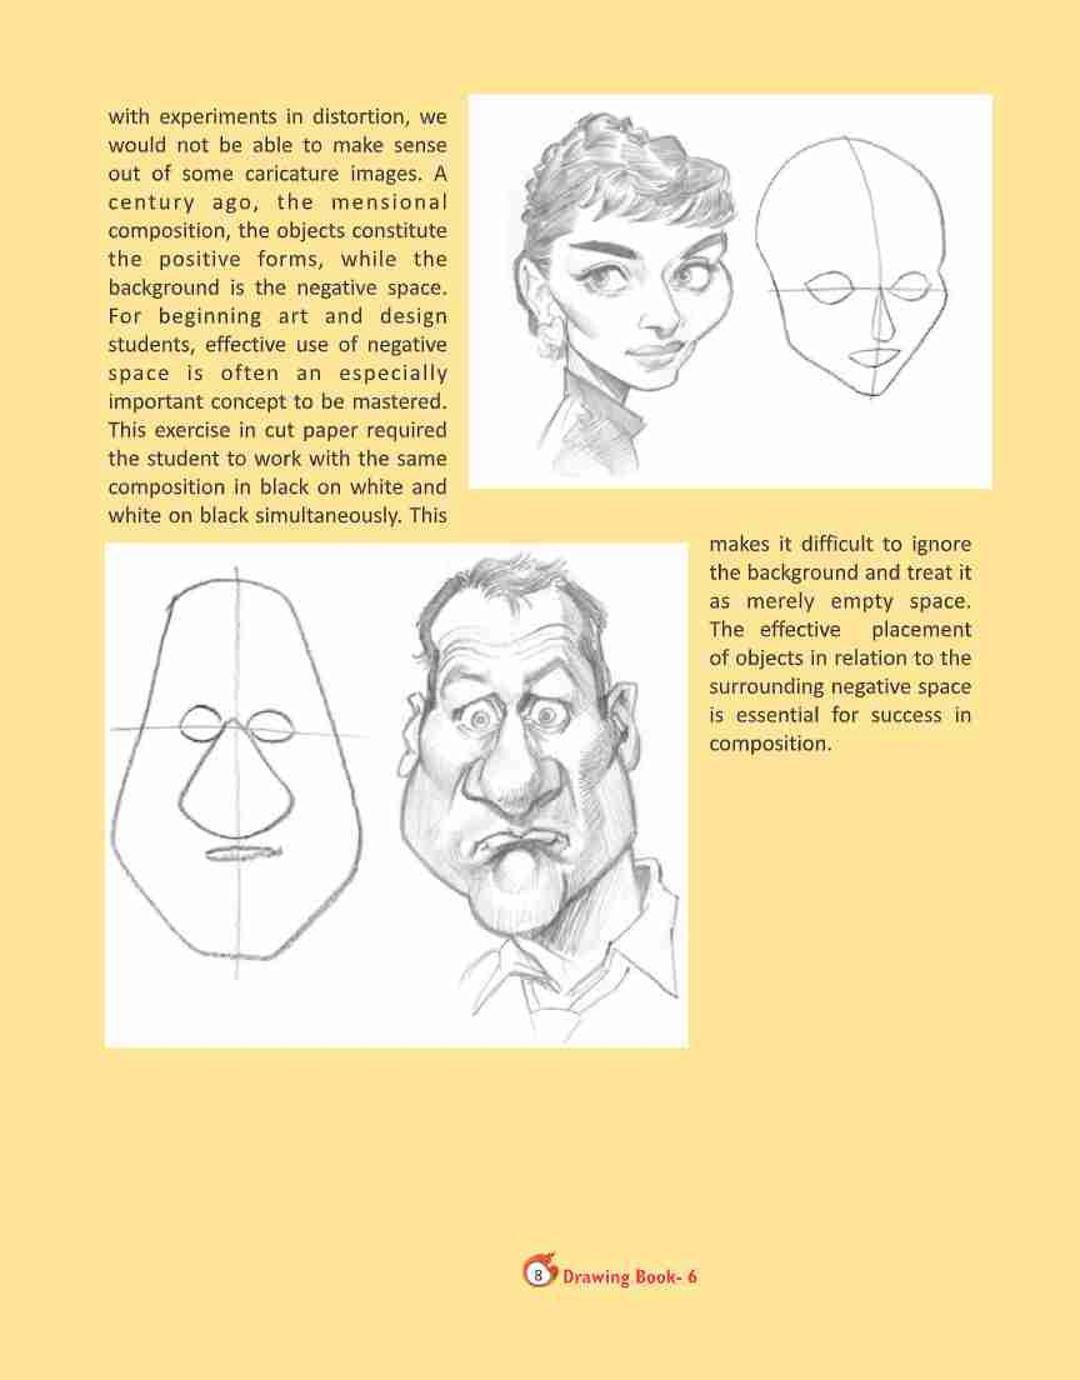 with experiments in distortion, we
would not be able to make sense
out of some caricature images. A
century ago, the mensional
composition, the objects constitute
the positive forms, while the
background is the negative space.
For beginning art and design
students, effective use of negative
space is often an especially
important concept to be mastered.
This exercise in cut paper required
the student to work with the same
composition in black on white and
white on black simultaneously. This
makes it difficult to ignore
the background and treat it
as merely empty space.
The effective placement
of objects in relation to the
surrounding negative space
is essential for success in
composition.
8 Drawing Book- 6